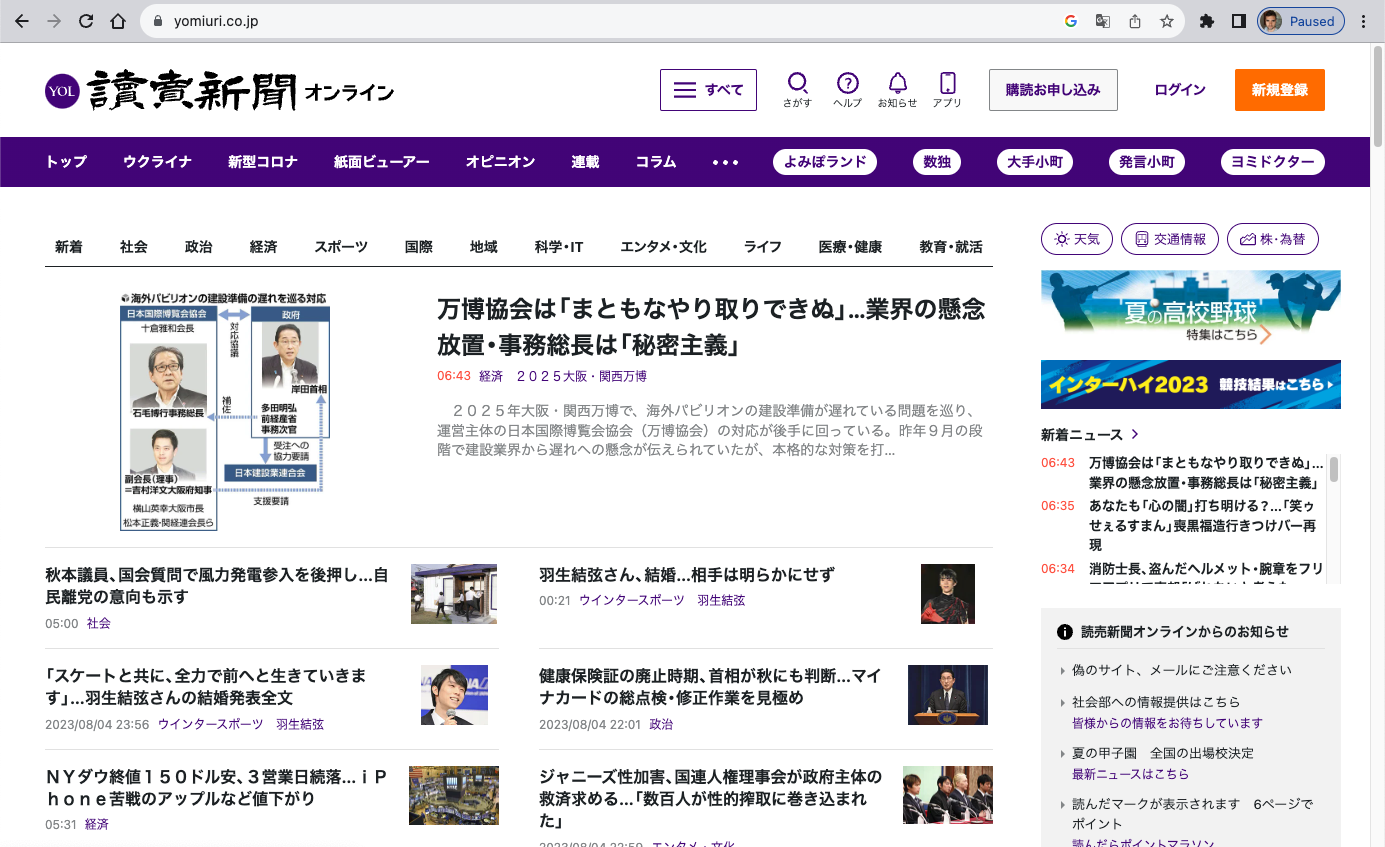 yomiuri.co.jp
Paused
YOL 読売新聞 オンライン
すべて
さがす
ヘルプ
お知らせ
アプリ
購読お申し込み
ログイン
新規登録
トップ
ウクライナ
新型コロナ
紙面ビューアー
オピニオン
連載
コラム
よみぽランド
数独
大手小町
発言小町
ヨミドクター
新着
社会
政治
経済
スポーツ
国際
地域
科学・IT
エンタメ・文化
ライフ
医療・健康
教育・就活
海外パビリオンの建設準備の遅れを巡る対応
日本国際博覧会協会
十倉雅和会長
石毛博行事務総長
副会長(理事)
=吉村洋文大阪府知事
横山英幸大阪市長
松本正義・関経連会長ら
対応協議
政府
岸田首相
補佐
多田明弘
前経産省
事務次官
受注への
協力要請
日本建設業連合会
支援要請
万博協会は「まともなやり取りできぬ」…業界の懸念
放置・事務総長は「秘密主義」
06:43 経済 ２０２５大阪・関西万博
２０２５年大阪・関西万博で、海外パビリオンの建設準備が遅れている問題を巡り、
運営主体の日本国際博覧会協会（万博協会）の対応が後手に回っている。昨年９月の段
階で建設業界から遅れへの懸念が伝えられていたが、本格的な対策を打...
秋本議員、国会質問で風力発電参入を後押し…自
民離党の意向も示す
05:00 社会
羽生結弦さん、結婚…相手は明らかにせず
00:21 ウインタースポーツ 羽生結弦
「スケートと共に、全力で前へと生きていきま
す」…羽生結弦さんの結婚発表全文
2023/08/04 23:56 ウインタースポーツ 羽生結弦
健康保険証の廃止時期、首相が秋にも判断…マイ
ナカードの総点検・修正作業を見極め
2023/08/04 22:01 政治
ＮＹダウ終値１５０ドル安、３営業日続落…ｉＰ
ｈｏｎｅ苦戦のアップルなど値下がり
05:31 経済
ジャニーズ性加害、国連人権理事会が政府主体の
救済求める…「数百人が性的搾取に巻き込まれ
た」
2023/08/04 22:59 エンタメ・文化
天気
交通情報
株・為替
夏の高校野球
特集はこちら
インターハイ2023 競技結果はこちら
新着ニュース
06:43 万博協会は「まともなやり取りできぬ」…
業界の懸念放置・事務総長は「秘密主義」
06:35 あなたも「心の闇」打ち明ける？…「笑ゥ
せぇるすまん」喪黒福造行きつけバー再
現
06:34 消防士長、盗んだヘルメット・腕章をフリ
読売新聞オンラインからのお知らせ
偽のサイト、メールにご注意ください
社会部への情報提供はこちら
皆様からの情報をお待ちしています
夏の甲子園　全国の出場校決定
最新ニュースはこちら
読んだマークが表示されます　6ページで
ポイント
読んだらポイントマラソン